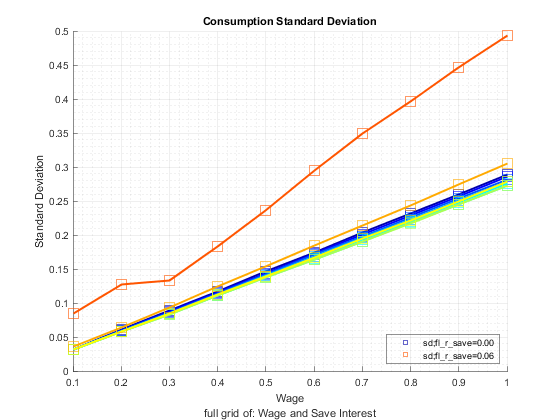 Consumption Standard Deviation
Standard Deviation
0.5
0.45
0.4
0.35
0.3
0.25
0.2
0.15
0.1
0.05
0
0.1 0.2 0.3 0.4 0.5 0.6 0.7 0.8 0.9 1
sd;fl_r_save=0.00
sd;fl_r_save=0.06
Wage
full grid of: Wage and Save Interest